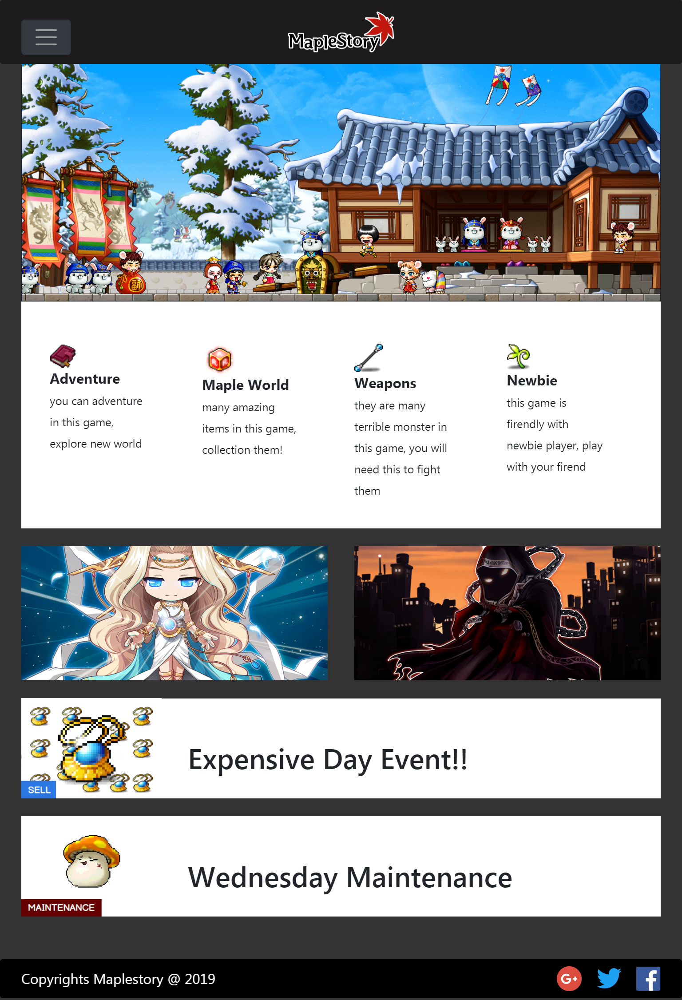 MapleStory
福
Adventure
you can adventure
in this game,
explore new world
Maple World
many amazing
items in this game,
collection them!
Weapons
they are many
terrible monster in
this game, you will
need this to fight
them
Newbie
this game is
firendly with
newbie player, play
with your firend
Expensive Day Event!!
SELL
Wednesday Maintenance
MAINTENANCE
Copyrights Maplestory @ 2019
G+
f